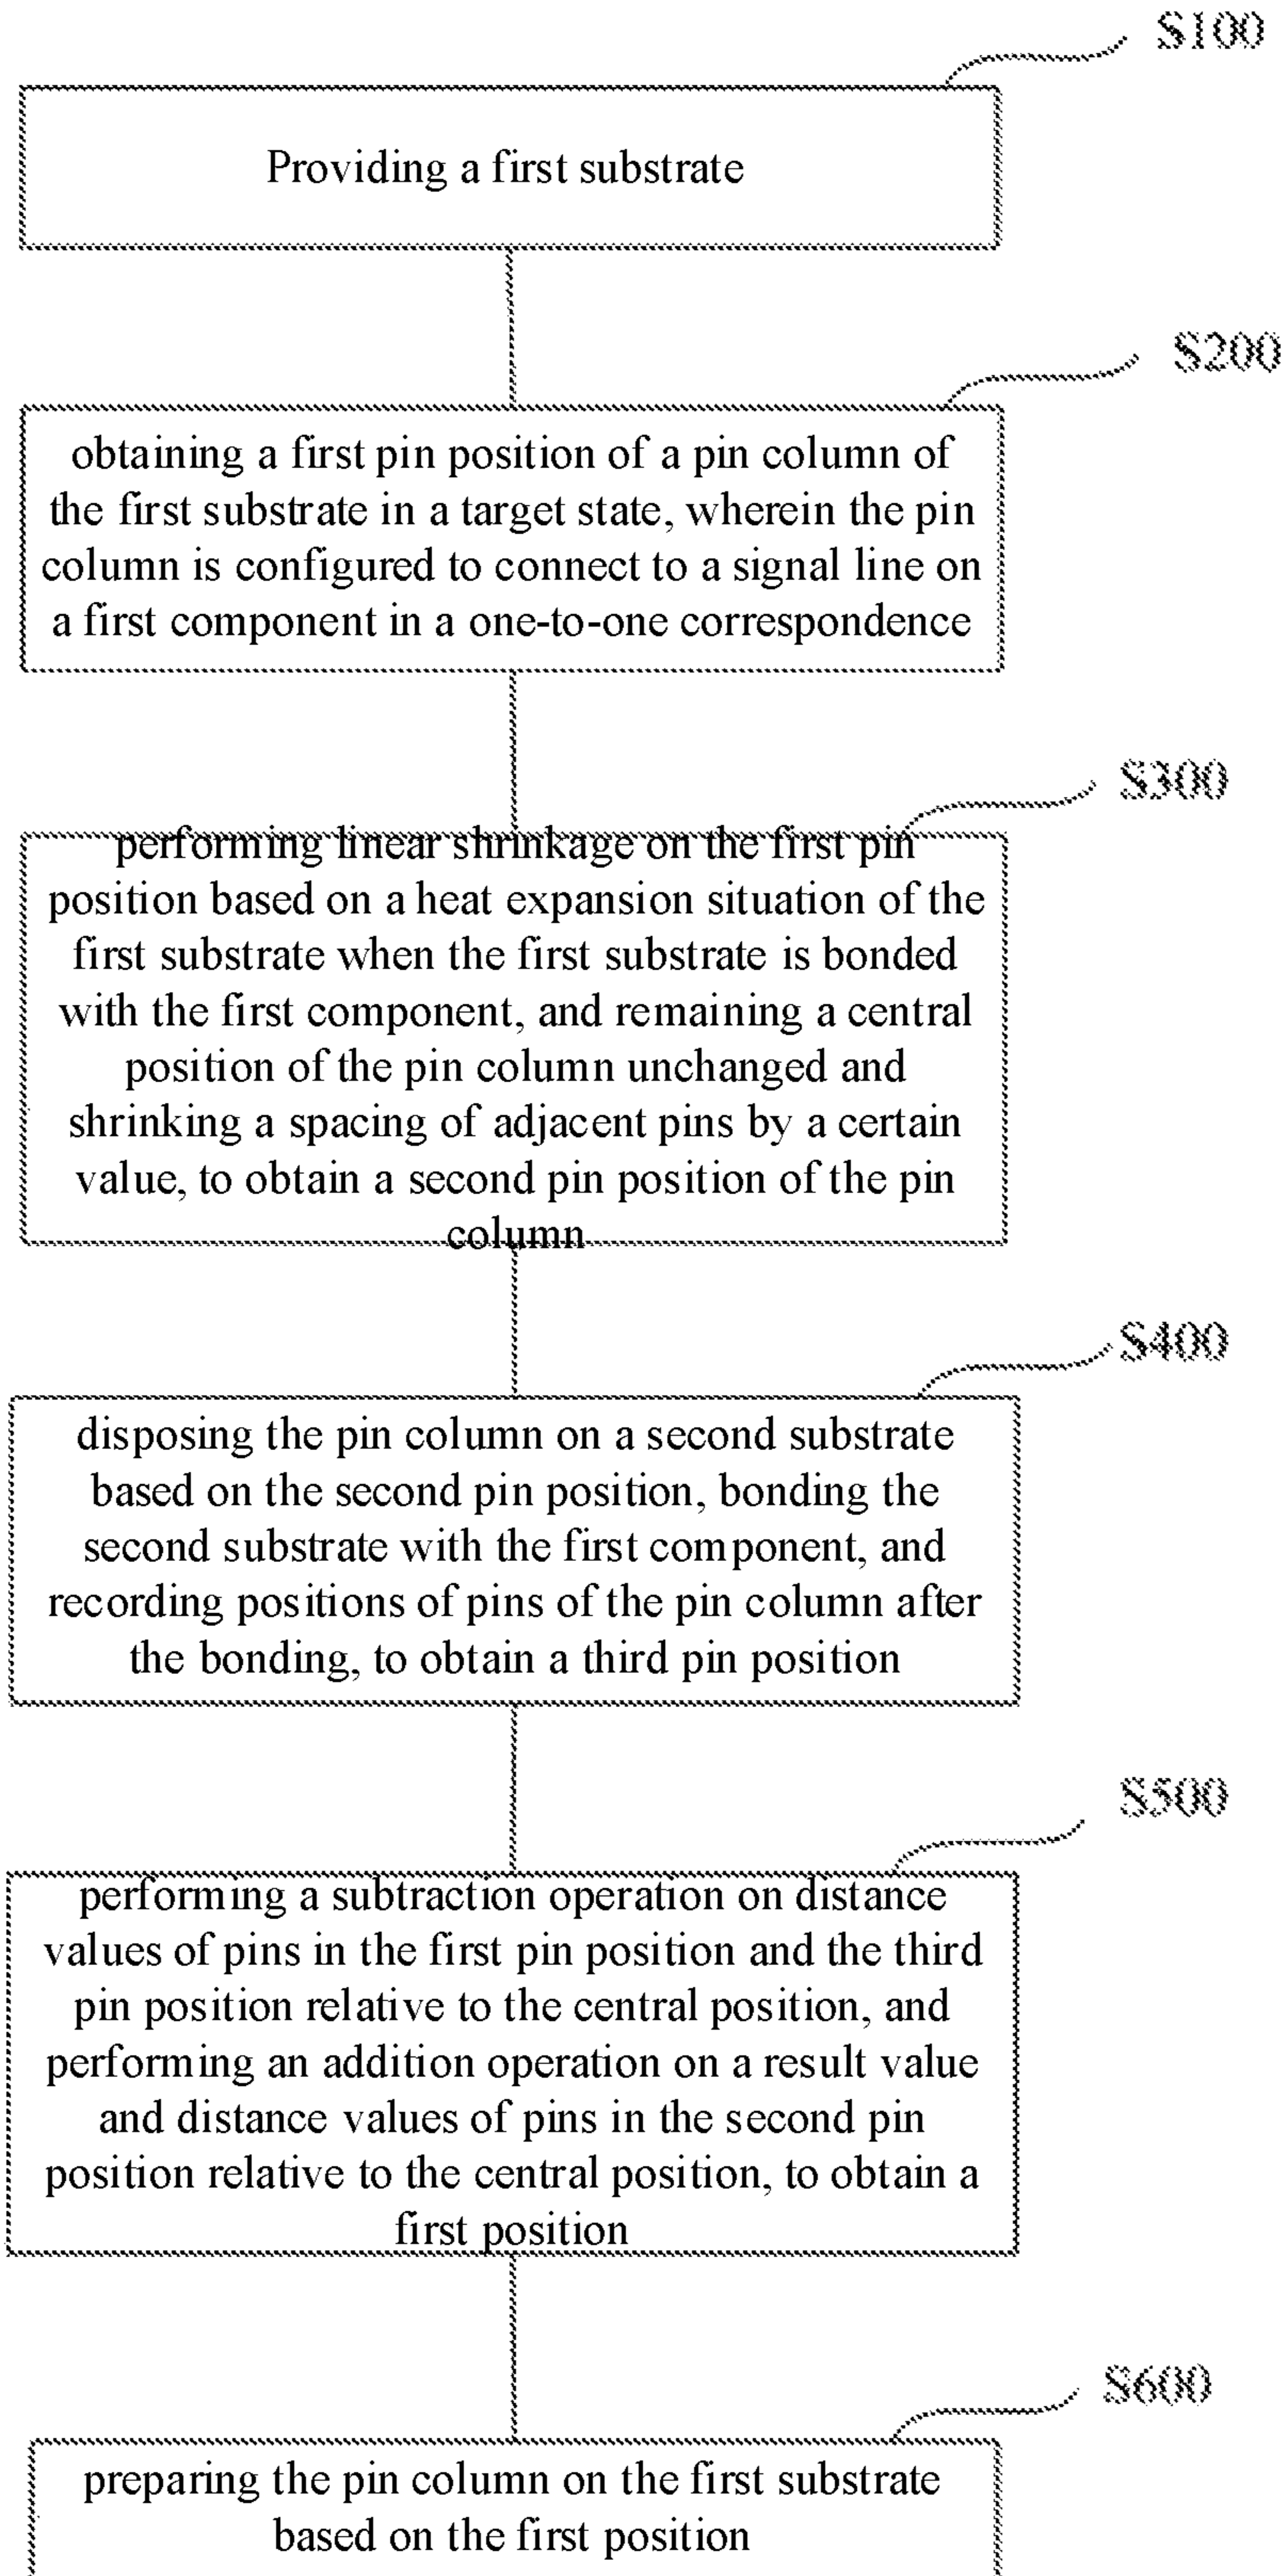 S100
Providing a first substrate
S200
obtaining a first pin position of a pin column of
the first substrate in a target state, wherein the pin
column is configured to connect to a signal line on
a first component in a one-to-one correspondence
S300
performing linear shrinkage on the first pin
position based on a heat expansion situation of the
first substrate when the first substrate is bonded
with the first component, and remaining a central
position of the pin column unchanged and
shrinking a spacing of adjacent pins by a certain
value, to obtain a second pin position of the pin
column
S400
disposing the pin column on a second substrate
based on the second pin position, bonding the
second substrate with the first component, and
recording positions of pins of the pin column after
the bonding, to obtain a third pin position
S500
performing a subtraction operation on distance
values of pins in the first pin position and the third
pin position relative to the central position, and
performing an addition operation on a result value
and distance values of pins in the second pin
position relative to the central position, to obtain a
first position
S600
preparing the pin column on the first substrate
based on the first position